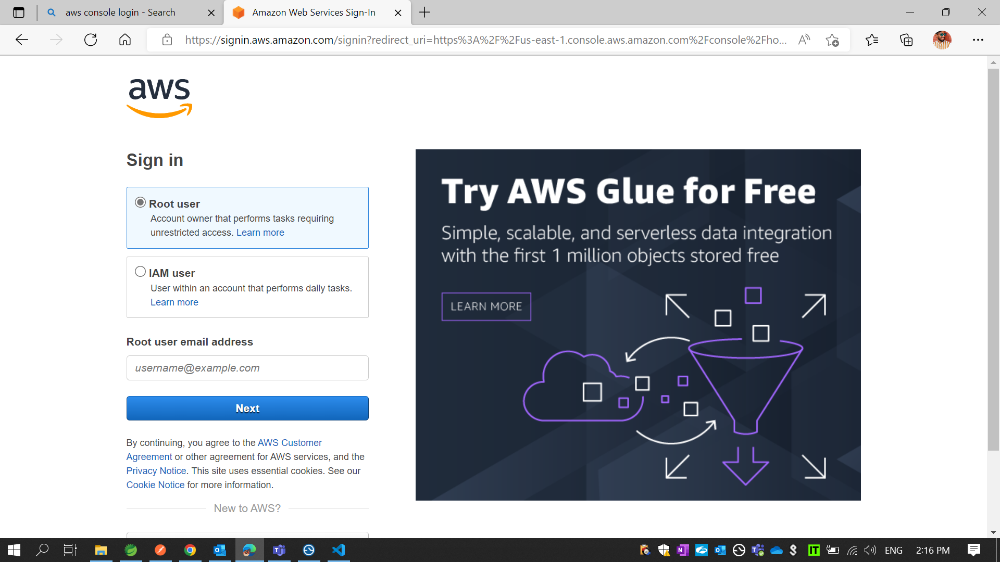 aws console login - Search
Amazon Web Services Sign-In
https://signin.aws.amazon.com/signin?redirect_uri=https%3A%2F%2Fus-east-1.console.aws.amazon.com%2Fconsole%2Fho...
aws
Sign in
Root user
Account owner that performs tasks requiring
unrestricted access. Learn more
IAM user
User within an account that performs daily tasks.
Learn more
Root user email address
username@example.com
Next
By continuing, you agree to the AWS Customer
Agreement or other agreement for AWS services, and the
Privacy Notice. This site uses essential cookies. See our
Cookie Notice for more information.
New to AWS?
Try AWS Glue for Free
Simple, scalable, and serverless data integration
with the first 1 million objects stored free
LEARN MORE
IT
ENG
2:16 PM